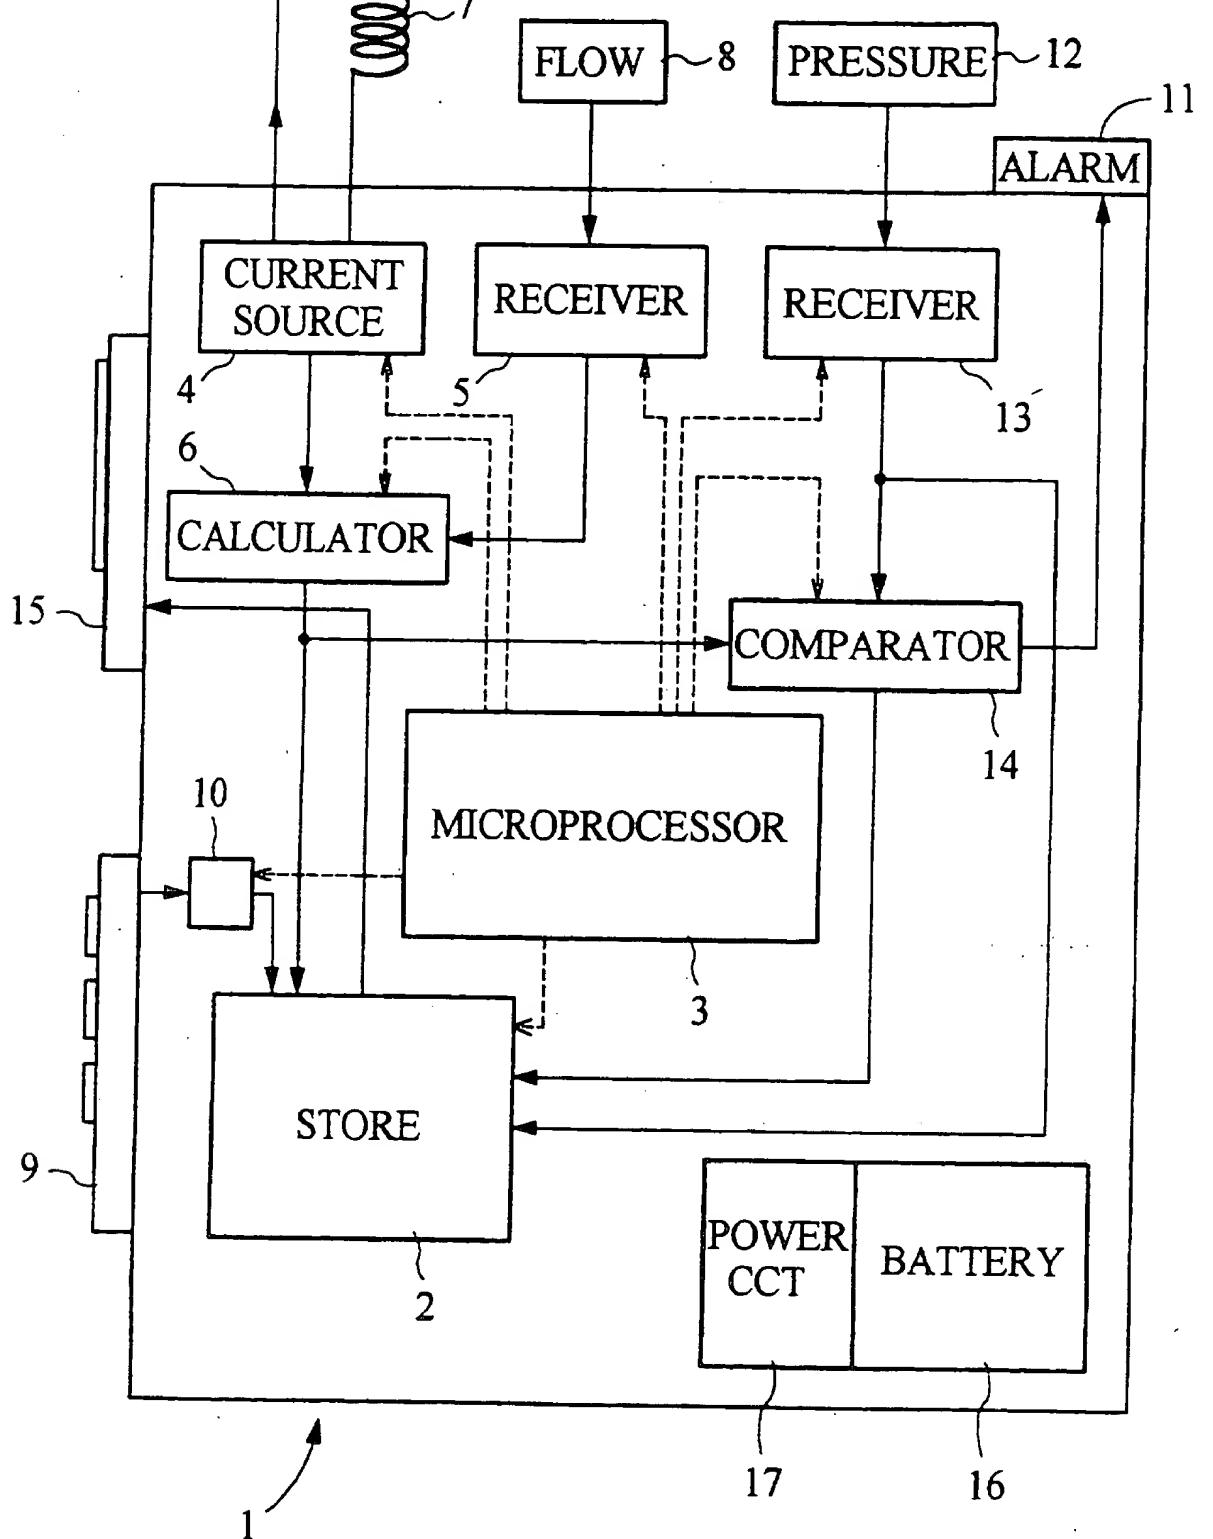 7
FLOW
8
PRESSURE
12
11
ALARM
CURRENT
SOURCE
4
RECEIVER
5
RECEIVER
13
6
CALCULATOR
15
COMPARATOR
14
10
MICROPROCESSOR
3
STORE
9
2
POWER
CCT
BATTERY
17
16
1